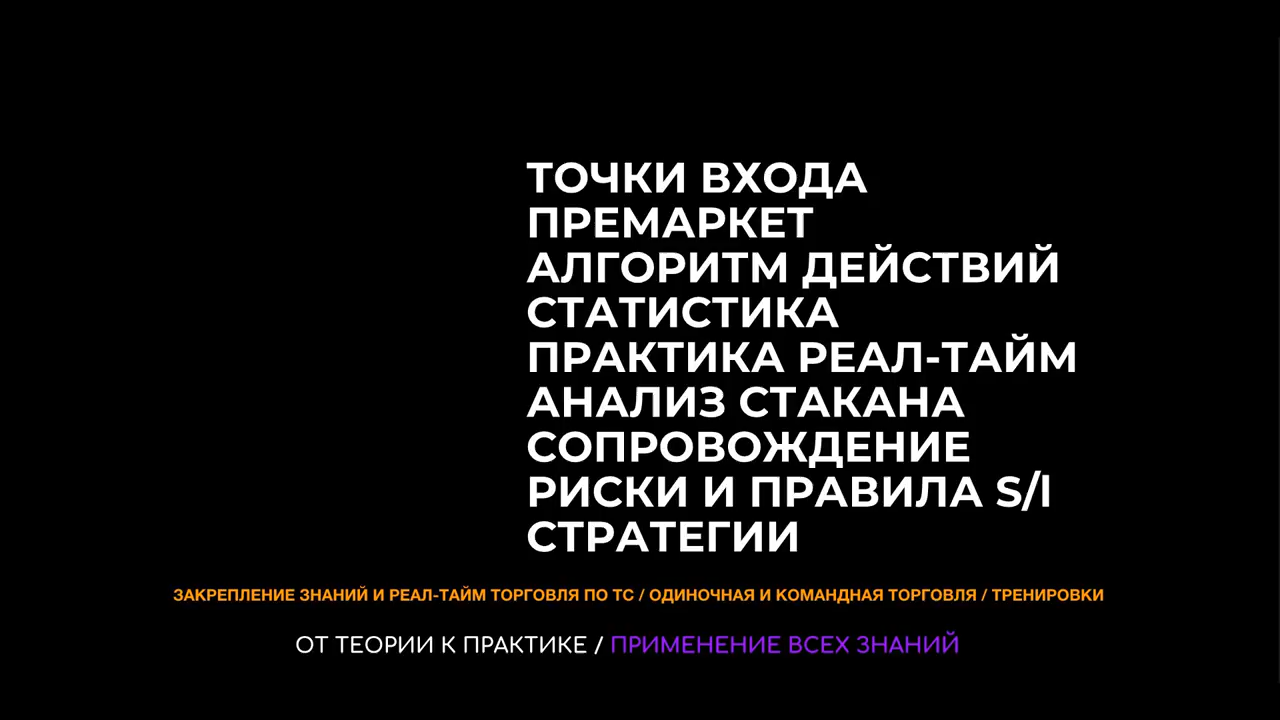 ТОЧКИ ВХОДА
ПРЕМАРКЕТ
АЛГОРИТМ ДЕЙСТВИЙ
СТАТИСТИКА
ПРАКТИКА РЕАЛ-ТАЙМ
АНАЛИЗ СТАКАНА
СОПРОВОЖДЕНИЕ
РИСКИ И ПРАВИЛА S/l
СТРАТЕГИИ
ЗАКРЕПЛЕНИЕ ЗНАНИЙ И РЕАЛ-ТАЙМ ТОРГОВЛЯ ПО ТС / ОДИНОЧНАЯ И КОМАНДНАЯ ТОРГОВЛЯ / ТРЕНИРОВКИ
ОТ ТЕОРИИ К ПРАКТИКЕ / ПРИМЕНЕНИЕ ВСЕХ ЗНАНИЙ